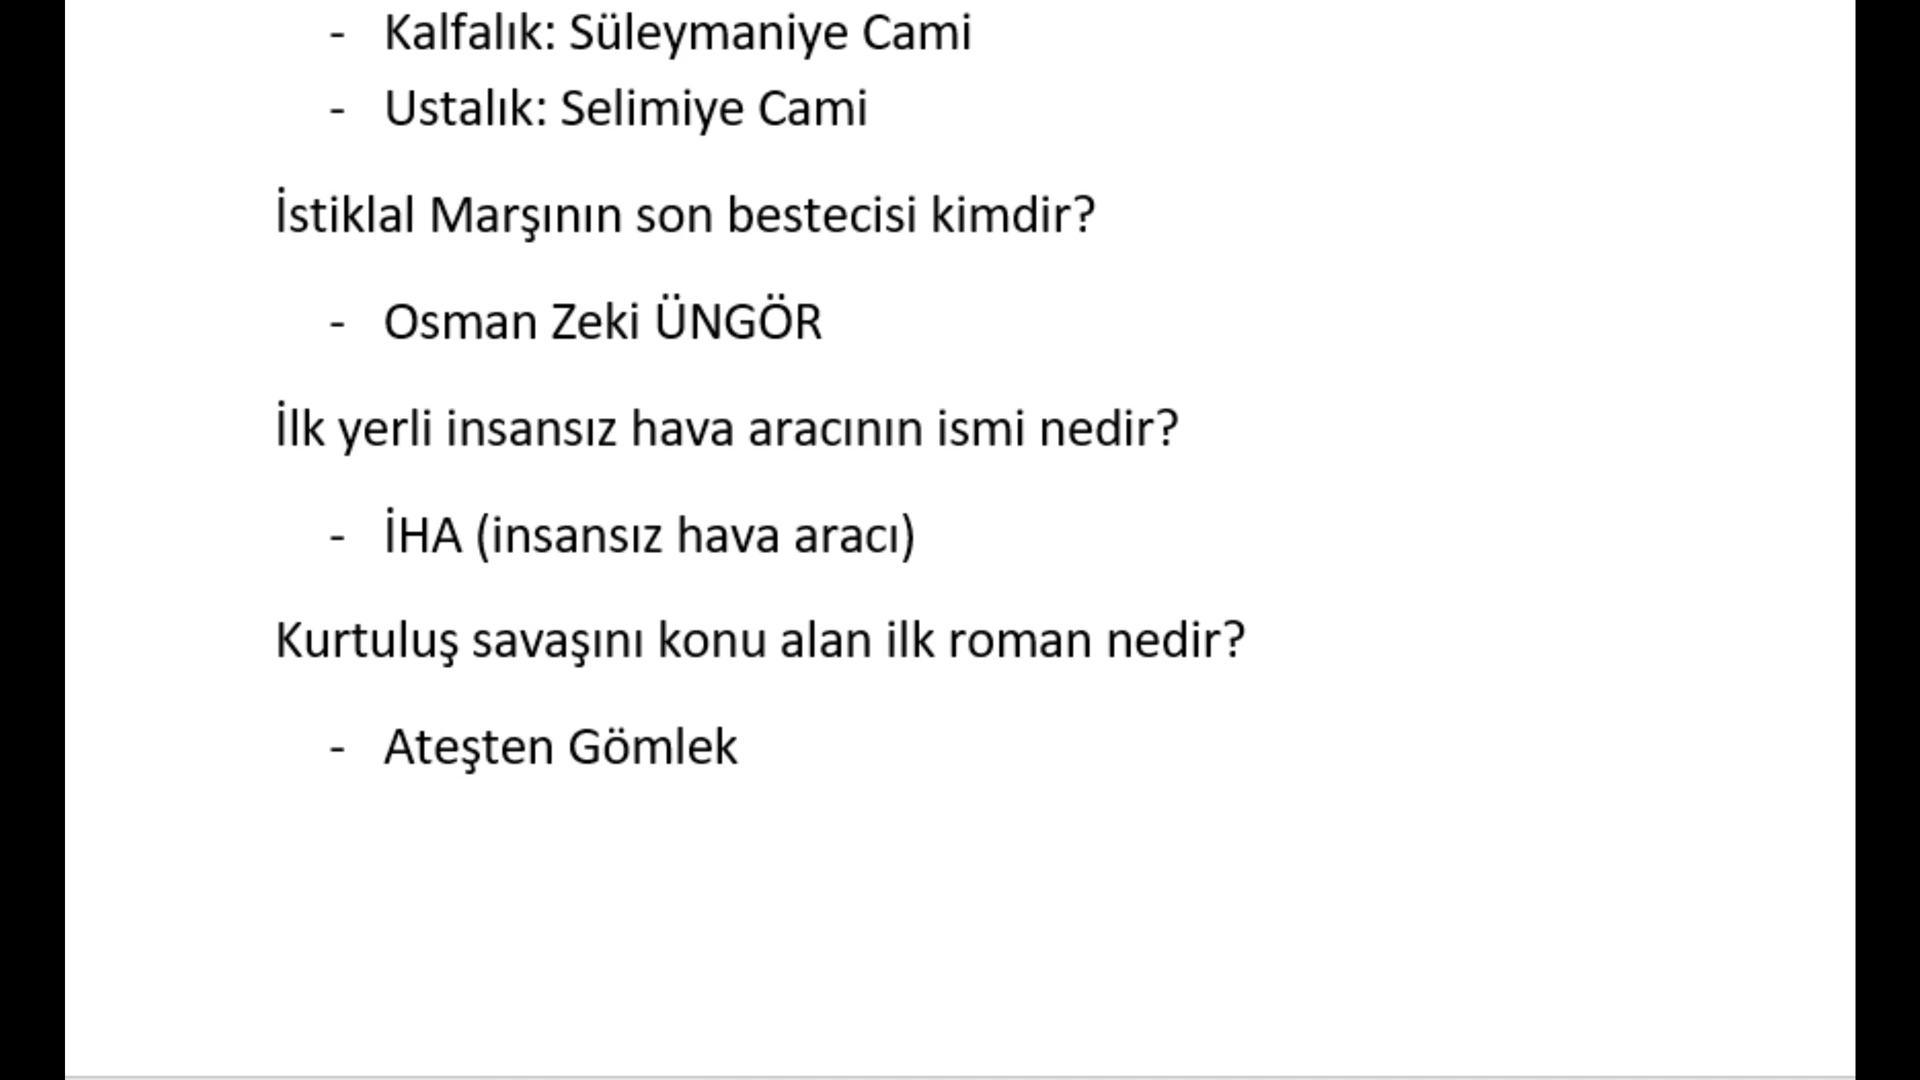 - Kalfalık: Süleymaniye Cami
- Ustalık: Selimiye Cami
İstiklal Marşının son bestecisi kimdir?
- Osman Zeki ÜNGÖR
İlk yerli insansız hava aracının ismi nedir?
- İHA (insansız hava aracı)
Kurtuluş savaşını konu alan ilk roman nedir?
- Ateşten Gömlek